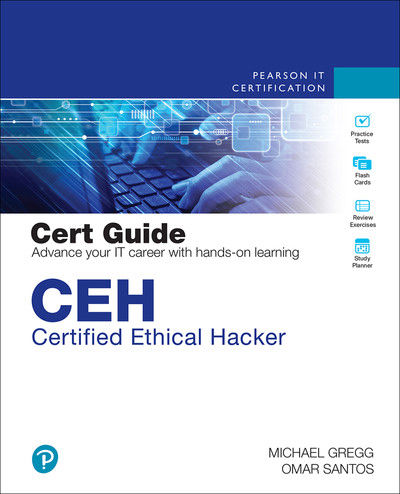 PEARSON IT
CERTIFICATION
Practice
Tests
Flash
Cards
Review
Exercises
Study
Planner
Cert Guide
Advance your IT career with hands-on learning
CEH
Certified Ethical Hacker
MICHAEL GREGG
OMAR SANTOS
P